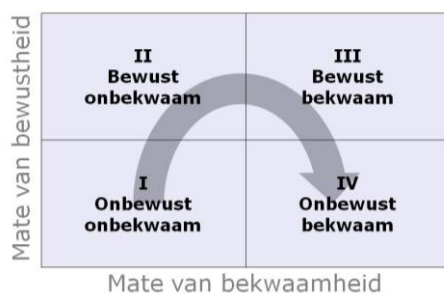 Mate van bewustheid
II
Bewust
onbekwaam
III
Bewust
bekwaam
I
Onbewust
onbekwaam
IV
Onbewust
bekwaam
Mate van bekwaamheid